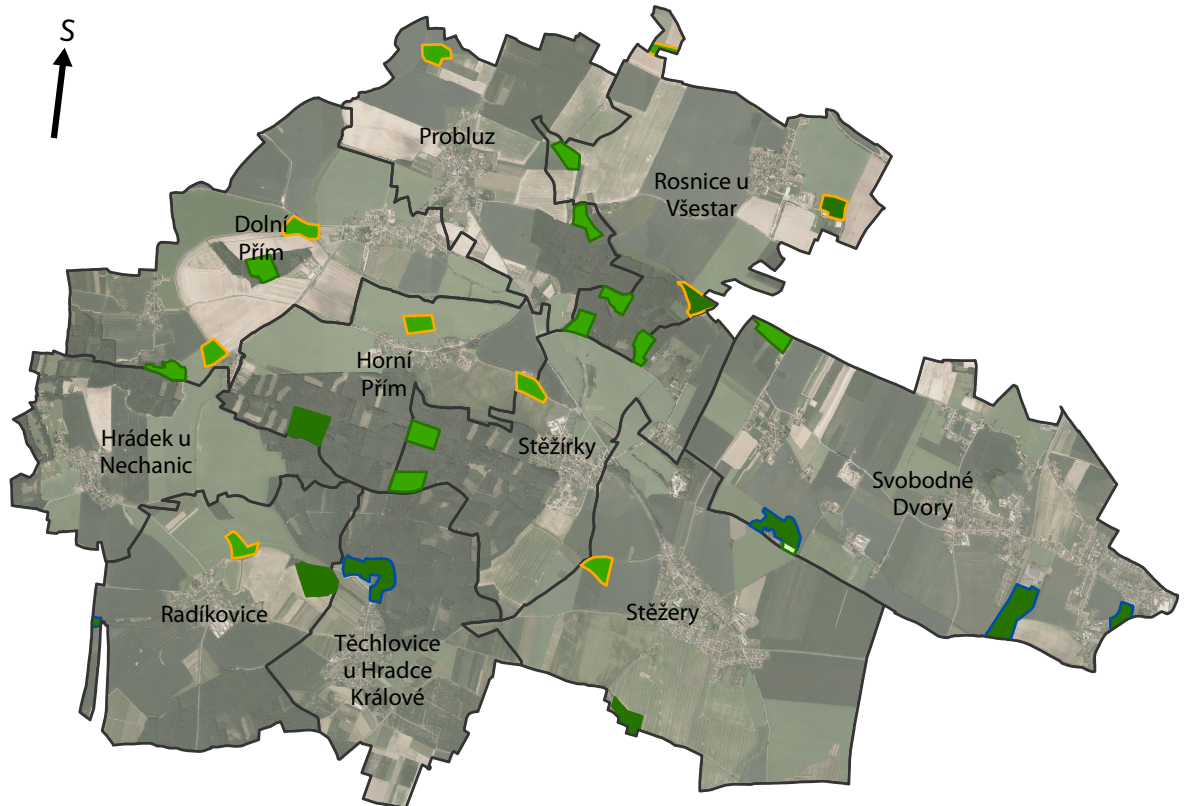 S
Probluz
Rosnice u
Všestar
Dolní
Přím
Horní
Přím
Hrádek u
Nechanic
Stěžírky
Svobodné
Dvory
Radíkovice
Stěžery
Těchlovice
u Hradce
Králové